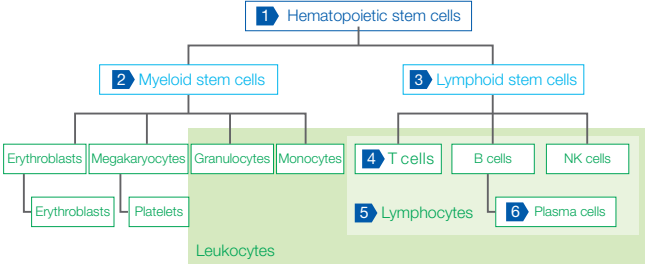 1 Hematopoietic stem cells
2 Myeloid stem cells
3 Lymphoid stem cells
Erythroblasts
Megakaryocytes
Granulocytes
Monocytes
4 T cells
B cells
NK cells
Erythroblasts
Platelets
5 Lymphocytes
6 Plasma cells
Leukocytes